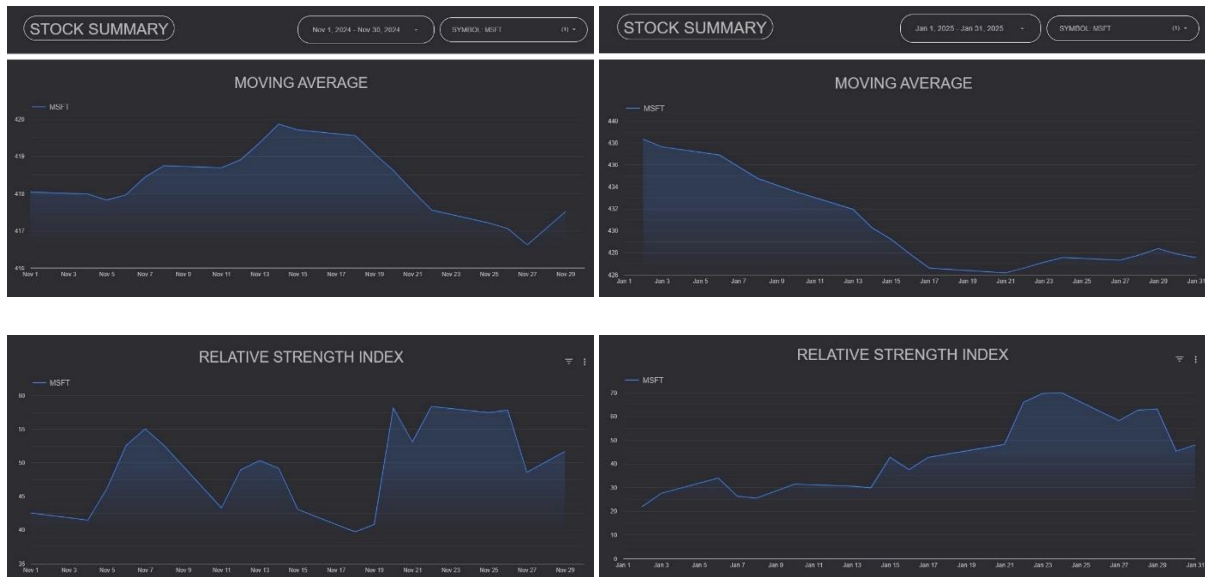 STOCK SUMMARY
Nov 1, 2024 - Nov 30, 2024
SYMBOL: MSFT (1)
MOVING AVERAGE
MSFT
420
419
418
417
416
Nov 1 Nov 3 Nov 5 Nov 7 Nov 9 Nov 11 Nov 13 Nov 15 Nov 17 Nov 19 Nov 21 Nov 23 Nov 25 Nov 27 Nov 29
STOCK SUMMARY
Jan 1, 2025 - Jan 31, 2025
SYMBOL: MSFT (1)
MOVING AVERAGE
MSFT
440
438
436
434
432
430
428
426
Jan 1 Jan 3 Jan 5 Jan 7 Jan 9 Jan 11 Jan 13 Jan 15 Jan 17 Jan 19 Jan 21 Jan 23 Jan 25 Jan 27 Jan 29 Jan 31
RELATIVE STRENGTH INDEX
MSFT
60
55
50
45
40
35
Nov 1 Nov 3 Nov 5 Nov 7 Nov 9 Nov 11 Nov 13 Nov 15 Nov 17 Nov 19 Nov 21 Nov 23 Nov 25 Nov 27 Nov 29
RELATIVE STRENGTH INDEX
MSFT
70
60
50
40
30
20
10
0
Jan 1 Jan 3 Jan 5 Jan 7 Jan 9 Jan 11 Jan 13 Jan 15 Jan 17 Jan 19 Jan 21 Jan 23 Jan 25 Jan 27 Jan 29 Jan 31